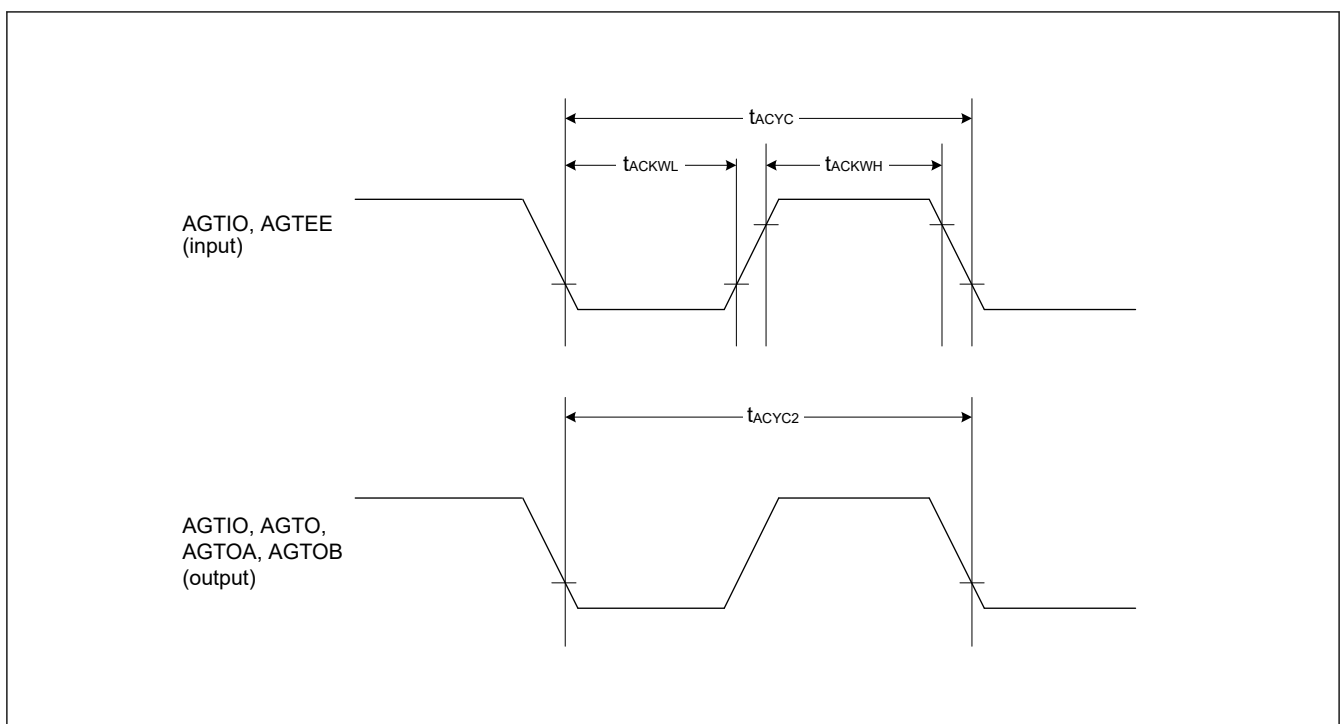 tACYC
tACKWL
tACKWH
AGTIO, AGTEE
(input)
tACYC2
AGTIO, AGTO,
AGTOA, AGTOB
(output)